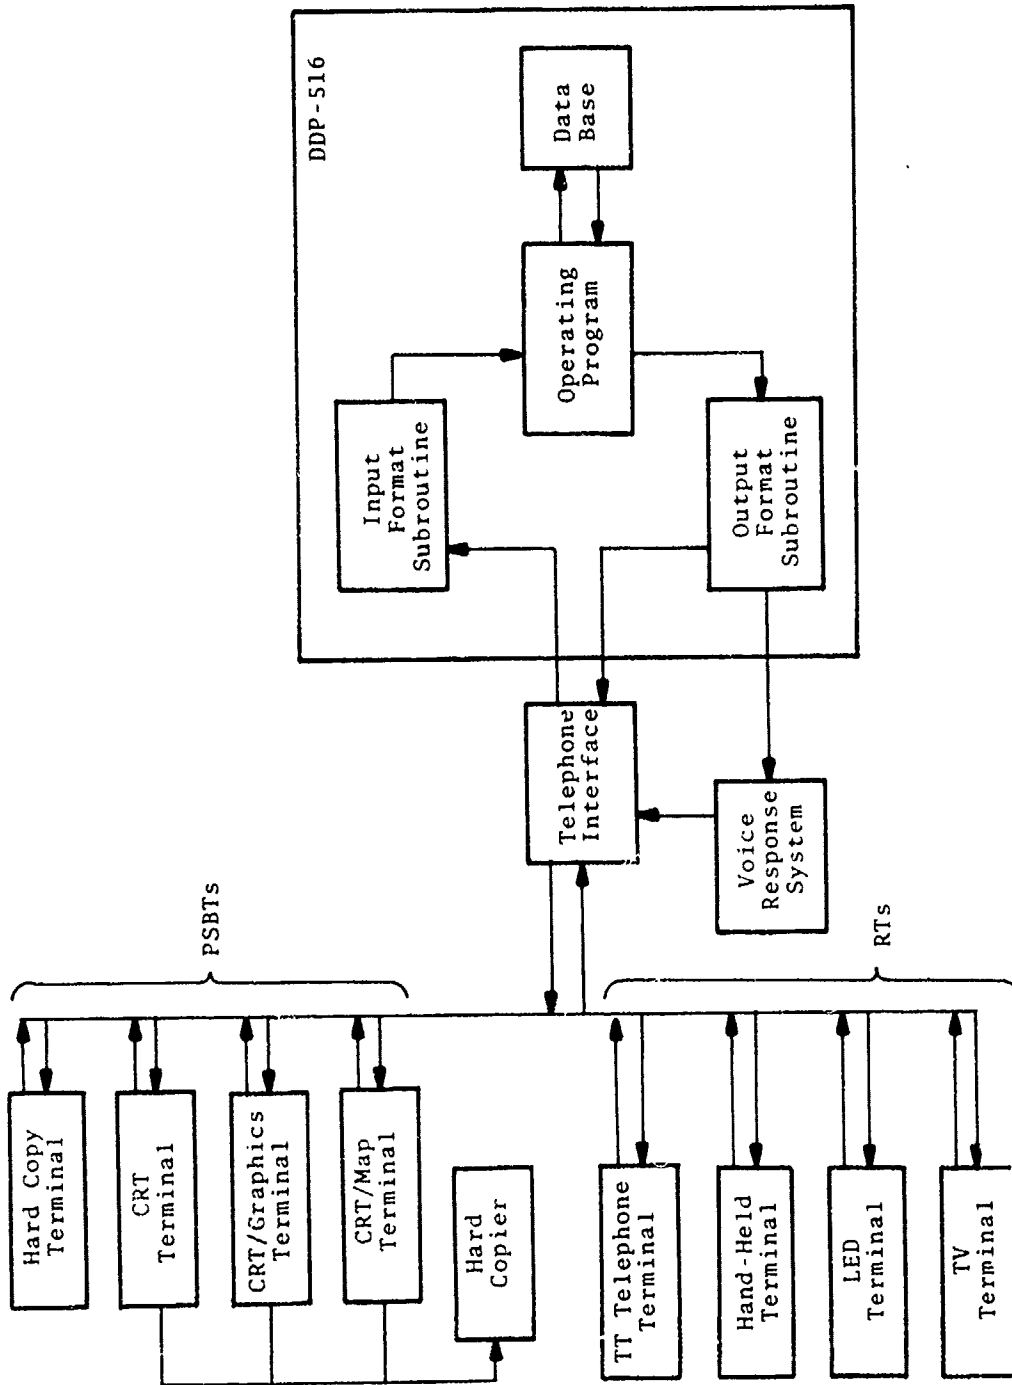 Hard Copy
Terminal
CRT
Terminal
CRT/Graphics
Terminal
CRT/Map
Terminal
Hard
Copier
TT Telephone
Terminal
Hand-Held
Terminal
LED
Terminal
TV
Terminal
PSBTs
RTs
Telephone
Interface
Voice
Response
System
DDP-516
Input
Format
Subroutine
Output
Format
Subroutine
Operating
Program
Data
Base